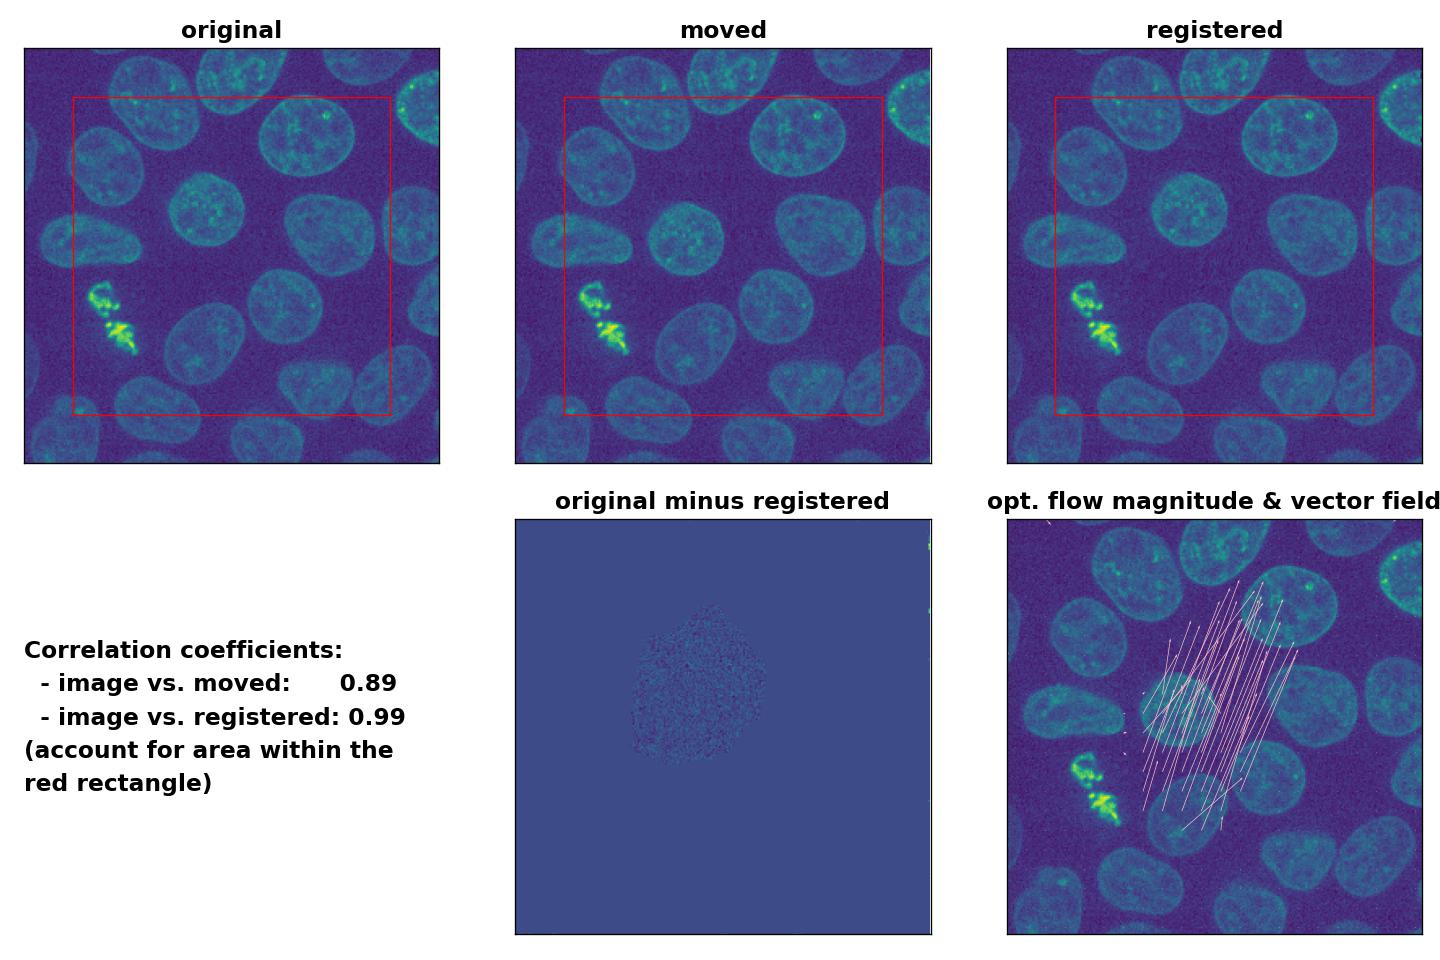 original
moved
registered
original minus registered
opt. flow magnitude & vector field
Correlation coefficients:
- image vs. moved: 0.89
- image vs. registered: 0.99
(account for area within the
red rectangle)